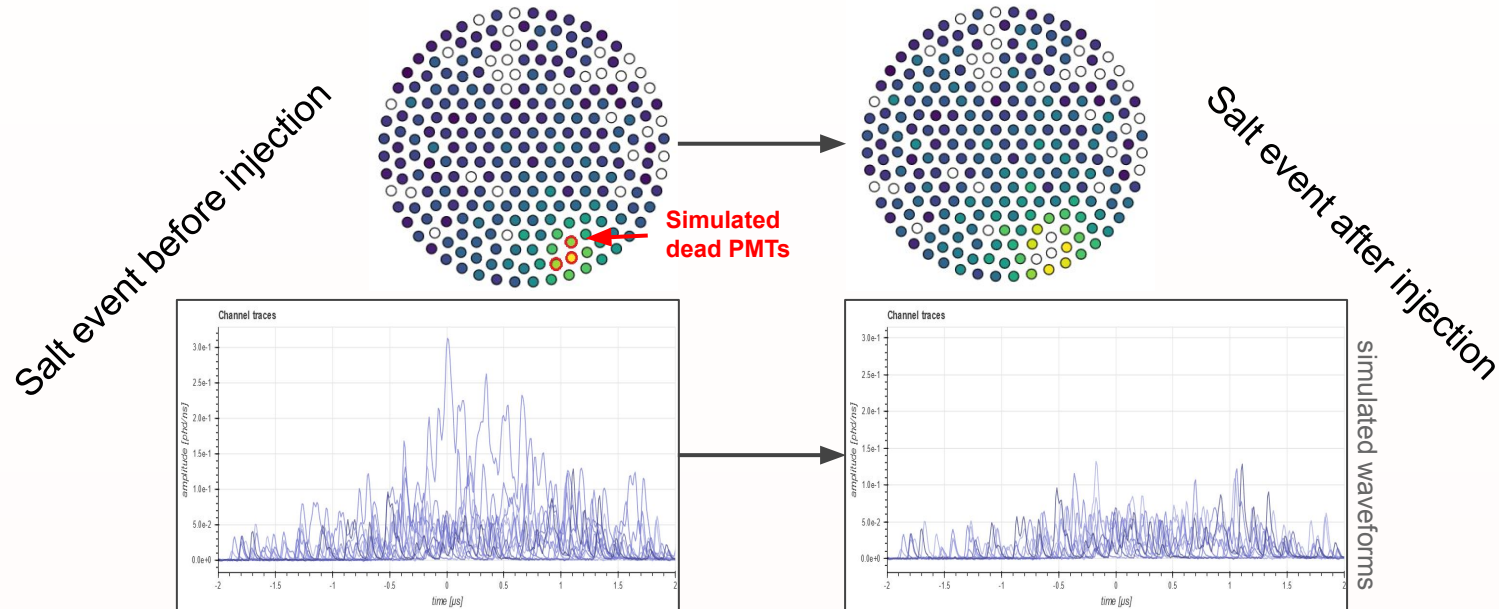 Salt event before injection
Simulated
dead PMTs
Salt event after injection
Channel traces
3.0e-1
2.5e-1
2.0e-1
1.5e-1
1.0e-1
5.0e-2
0.0e+0
amplitude [phd/ns]
-2
-1.5
-1
-0.5
0
0.5
1
1.5
2
time [μs]
Channel traces
3.0e-1
2.5e-1
2.0e-1
1.5e-1
1.0e-1
5.0e-2
0.0e+0
amplitude [phd/ns]
-2
-1.5
-1
-0.5
0
0.5
1
1.5
2
time [μs]
simulated waveforms